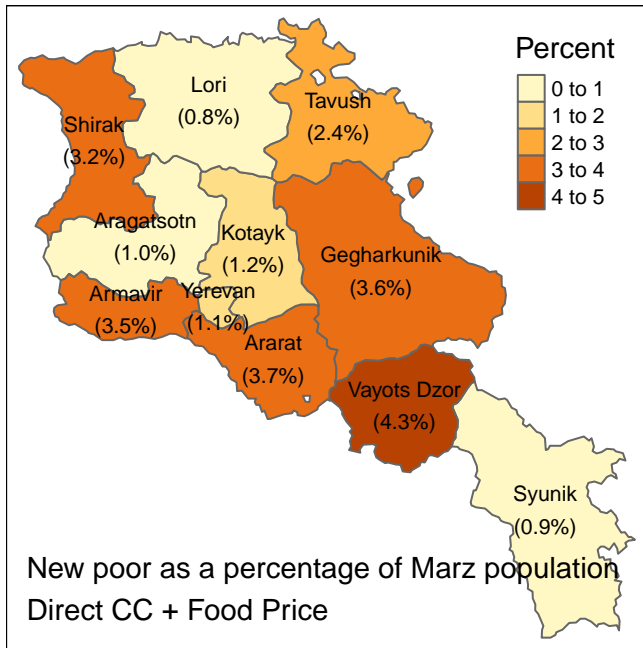 Percent
0 to 1
1 to 2
2 to 3
3 to 4
4 to 5
Lori
(0.8%)
Tavush
(2.4%)
Shirak
(3.2%)
Aragatsotn
(1.0%)
Kotayk
(1.2%)
Gegharkunik
(3.6%)
Armavir
(3.5%)
Yerevan
(1.1%)
Ararat
(3.7%)
Vayots Dzor
(4.3%)
Syunik
(0.9%)
New poor as a percentage of Marz population
Direct CC + Food Price